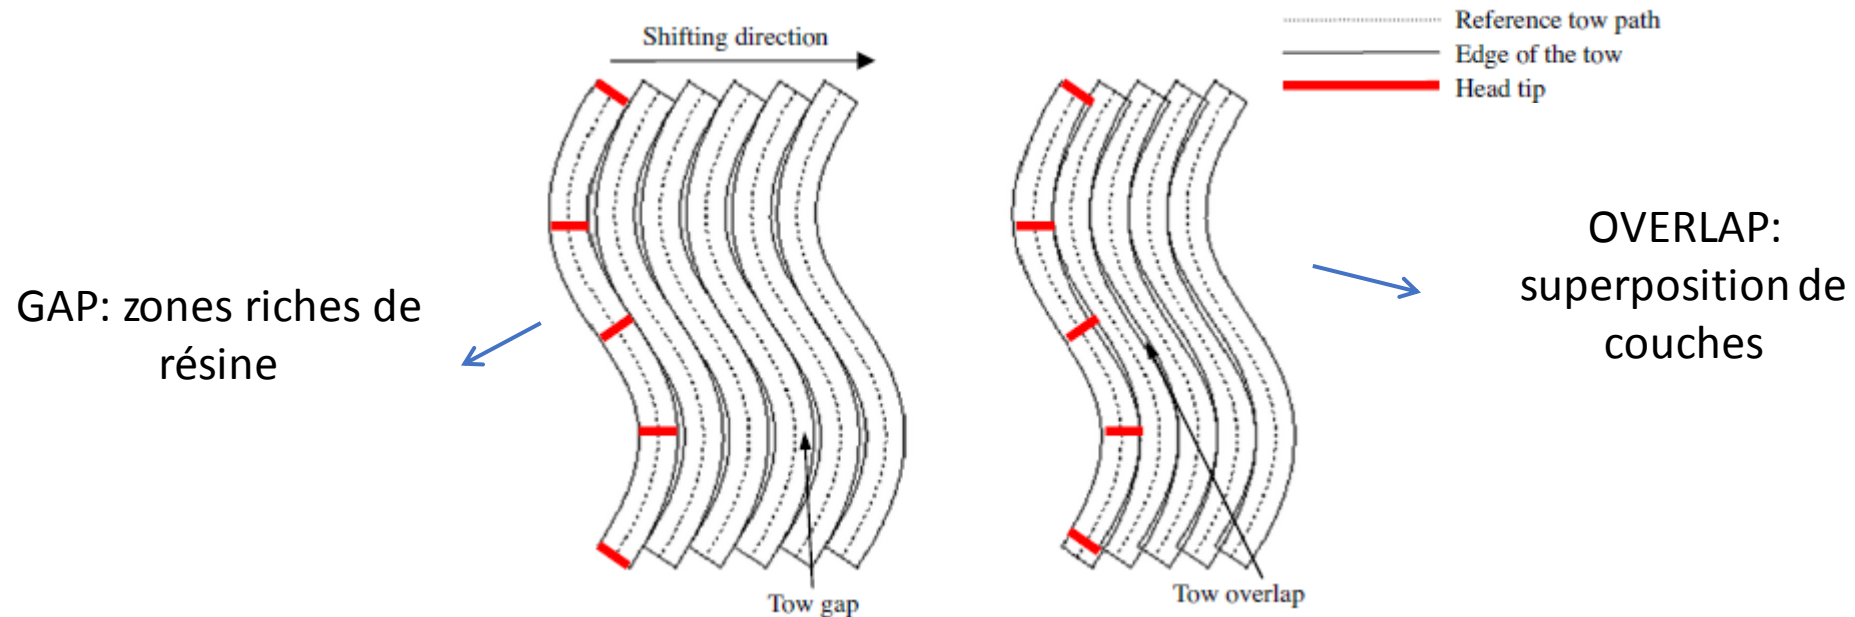 Shifting direction
Reference tow path
Edge of the tow
Head tip
GAP: zones riches de
résine
OVERLAP:
superposition de
couches
Tow gap
Tow overlap